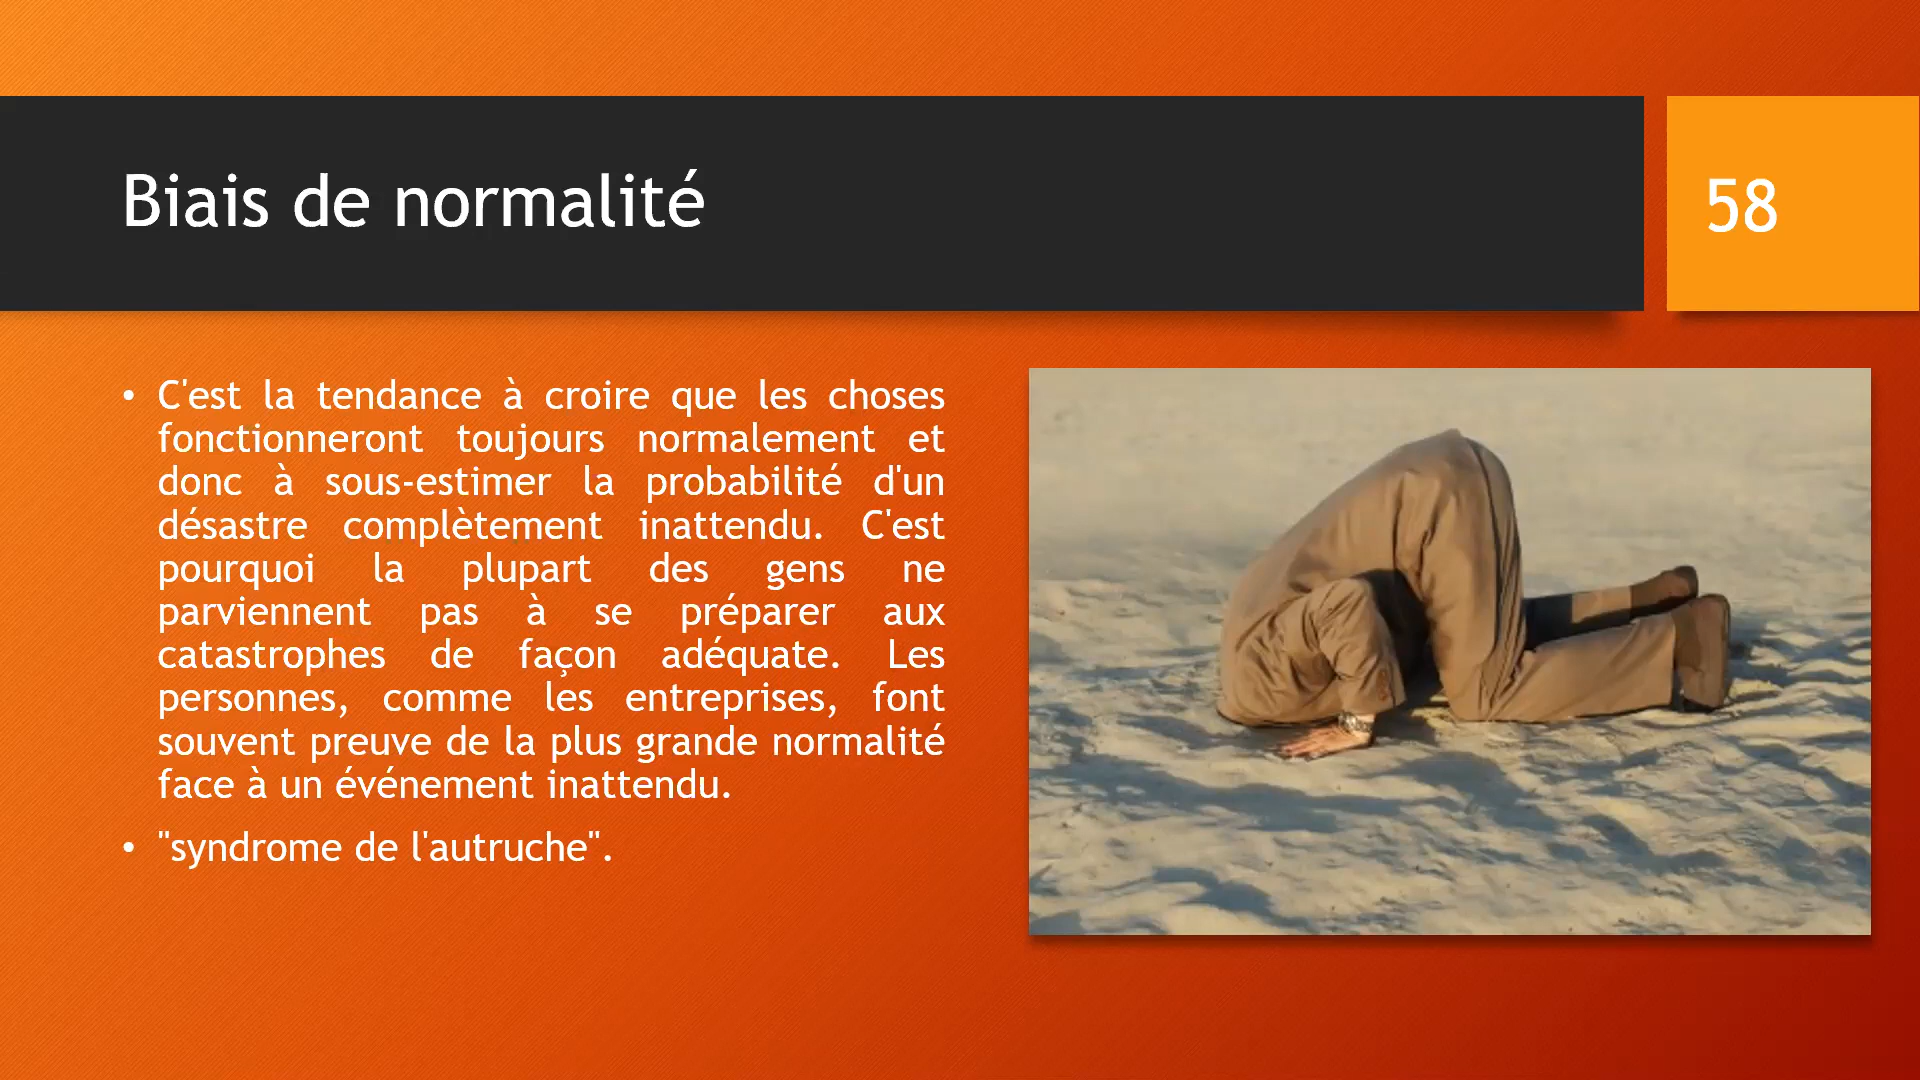 Biais de normalité
58
• C'est la tendance à croire que les choses
fonctionneront toujours normalement et
donc à sous-estimer la probabilité d'un
désastre complètement inattendu. C'est
pourquoi la plupart des gens ne
parviennent pas à se préparer aux
catastrophes de façon adéquate. Les
personnes, comme les entreprises, font
souvent preuve de la plus grande normalité
face à un événement inattendu.
• "syndrome de l'autruche".